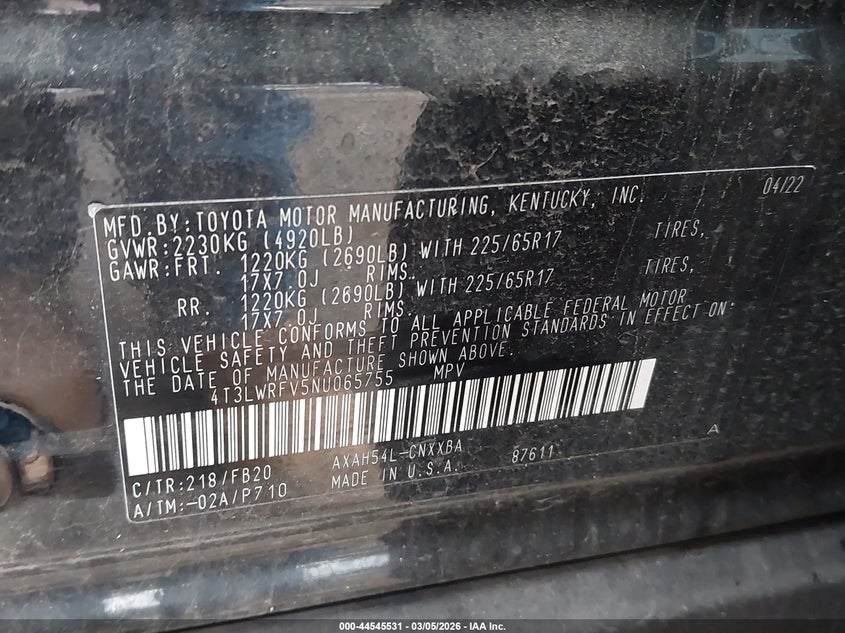 MFD.BY:TOYOTA MOTOR MANUFACTURING, KENTUCKY, INC. 04/22
GVWR:2230KG (4920LB)
GAWR:FRT. 1220KG (2690LB) WITH 225/65R17 TIRES,
17X7.0J RIMS.
RR. 1220KG (2690LB) WITH 225/65R17 TIRES,
17X7.0J RIMS.
THIS VEHICLE CONFORMS TO ALL APPLICABLE FEDERAL MOTOR
VEHICLE SAFETY AND THEFT PREVENTION STANDARDS IN EFFECT ON:
THE DATE OF MANUFACTURE SHOWN ABOVE.
4T3LWRFV5NU065755 MPV
C/TR:218/FB20 AXAH54L-CNXXBA 87611 A
A/TM:-02A/P710 MADE IN U.S.A.
000-44545531 | 03/05/2026 – IAA Inc.